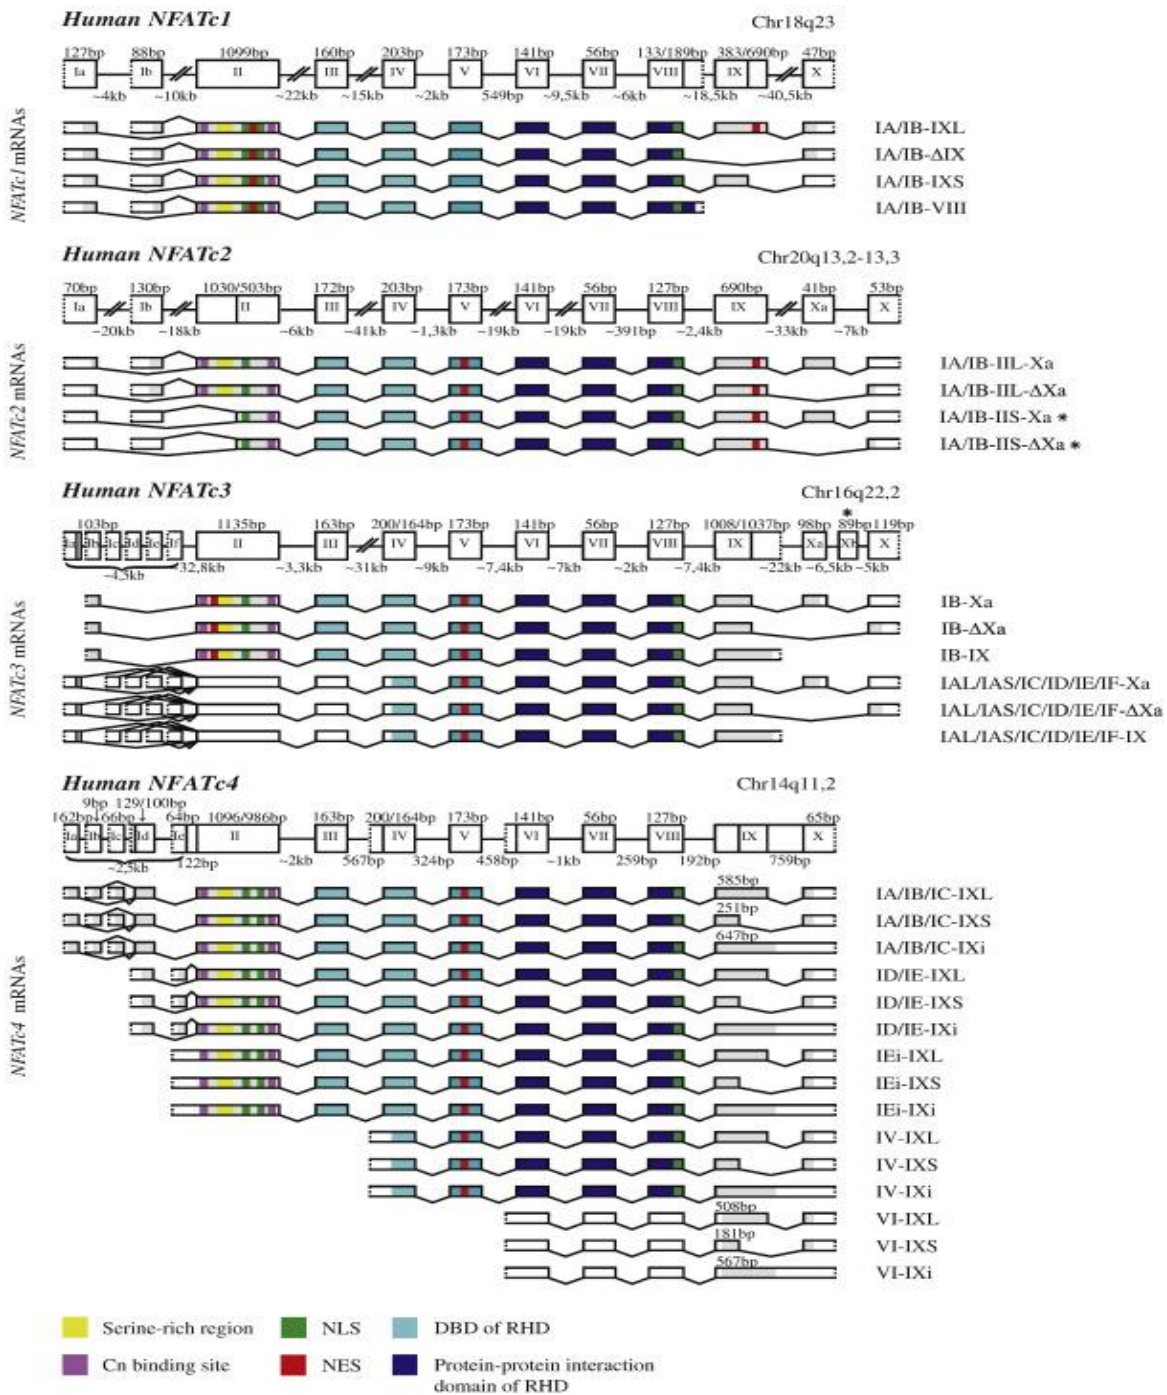 Human NFATc1
Chr18q23
127bp 88bp 1099bp 160bp 203bp 173bp 141bp 56bp 133/189bp 383/690bp 47bp
Ia Ib II III IV V VI VII VIII IX X
~4kb ~10kb ~22kb ~15kb ~2kb 549bp ~9,5kb ~6kb ~18,5kb ~40,5kb
NFATc1 mRNAs
IA/IB-IXL
IA/IB-ΔIX
IA/IB-IXS
IA/IB-VIII
Human NFATc2
Chr20q13,2-13,3
70bp 130bp 1030/503bp 172bp 203bp 173bp 141bp 56bp 127bp 690bp 41bp 53bp
Ia Ib II III IV V VI VII VIII IX Xa X
~20kb ~18kb ~6kb ~41kb ~1,3kb ~19kb ~19kb ~391bp ~2,4kb ~33kb ~7kb
NFATc2 mRNAs
IA/IB-IIL-Xa
IA/IB-IIL-ΔXa
IA/IB-IIS-Xa *
IA/IB-IIS-ΔXa *
Human NFATc3
Chr16q22,2
*
103bp 1135bp 163bp 200/164bp 173bp 141bp 56bp 127bp 1008/1037bp 98bp 89bp 119bp
Ia Ib Ic Id Ie If II III IV V VI VII VIII IX Xa Xb X
~4,5kb ~32,8kb ~3,3kb ~31kb ~9kb ~7,4kb ~7kb ~2kb ~7,4kb ~22kb ~6,5kb ~5kb
NFATc3 mRNAs
IB-Xa
IB-ΔXa
IB-IX
IAL/IAS/IC/ID/IE/IF-Xa
IAL/IAS/IC/ID/IE/IF-ΔXa
IAL/IAS/IC/ID/IE/IF-IX
Human NFATc4
Chr14q11,2
9bp 129/100bp
162bp 66bp 64bp 1096/986bp 163bp 200/164bp 173bp 141bp 56bp 127bp 65bp
Ia Ib Ic Id Ie II III IV V VI VII VIII IX X
~2,5kb 122bp ~2kb 567bp 324bp 458bp ~1kb 259bp 192bp 759bp
NFATc4 mRNAs
585bp
IA/IB/IC-IXL
251bp
IA/IB/IC-IXS
647bp
IA/IB/IC-IXi
ID/IE-IXL
ID/IE-IXS
ID/IE-IXi
IEi-IXL
IEi-IXS
IEi-IXi
IV-IXL
IV-IXS
IV-IXi
508bp
VI-IXL
181bp
VI-IXS
567bp
VI-IXi
Serine-rich region NLS DBD of RHD
Cn binding site NES Protein-protein interaction
domain of RHD